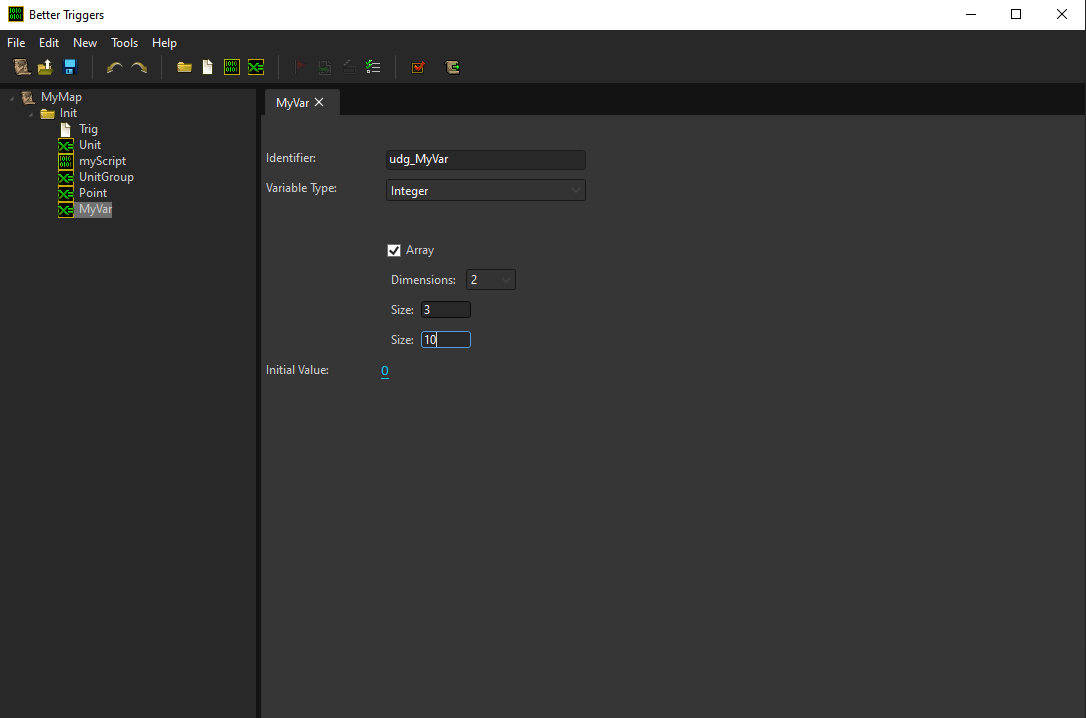 Better Triggers
File Edit New Tools Help
MyMap
Init
Trig
Unit
myScript
UnitGroup
Point
MyVar
MyVar
Identifier: udg_MyVar
Variable Type: Integer
Array
Dimensions: 2
Size: 3
Size: 10
Initial Value: 0